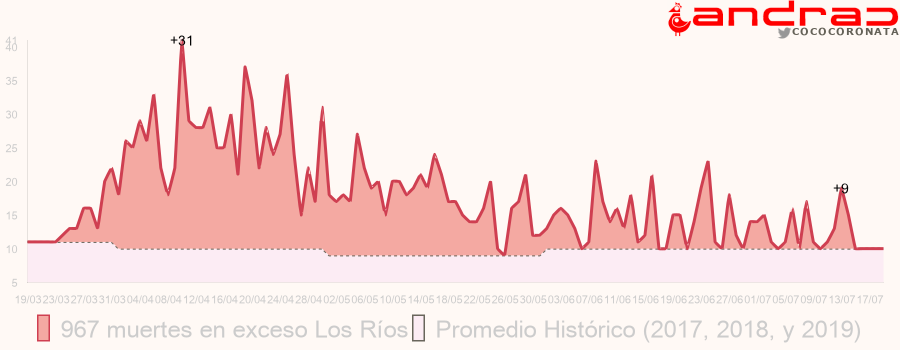 andrac
COCOCORONATA
41
40
35
30
25
20
15
10
5
+31
+9
19/03 23/03 27/03 31/03 04/04 08/04 12/04 16/04 20/04 24/04 28/04 02/05 06/05 10/05 14/05 18/05 22/05 26/05 30/05 03/06 07/06 11/06 15/06 19/06 23/06 27/06 01/07 05/07 09/07 13/07 17/07
967 muertes en exceso Los Ríos Promedio Histórico (2017, 2018, y 2019)